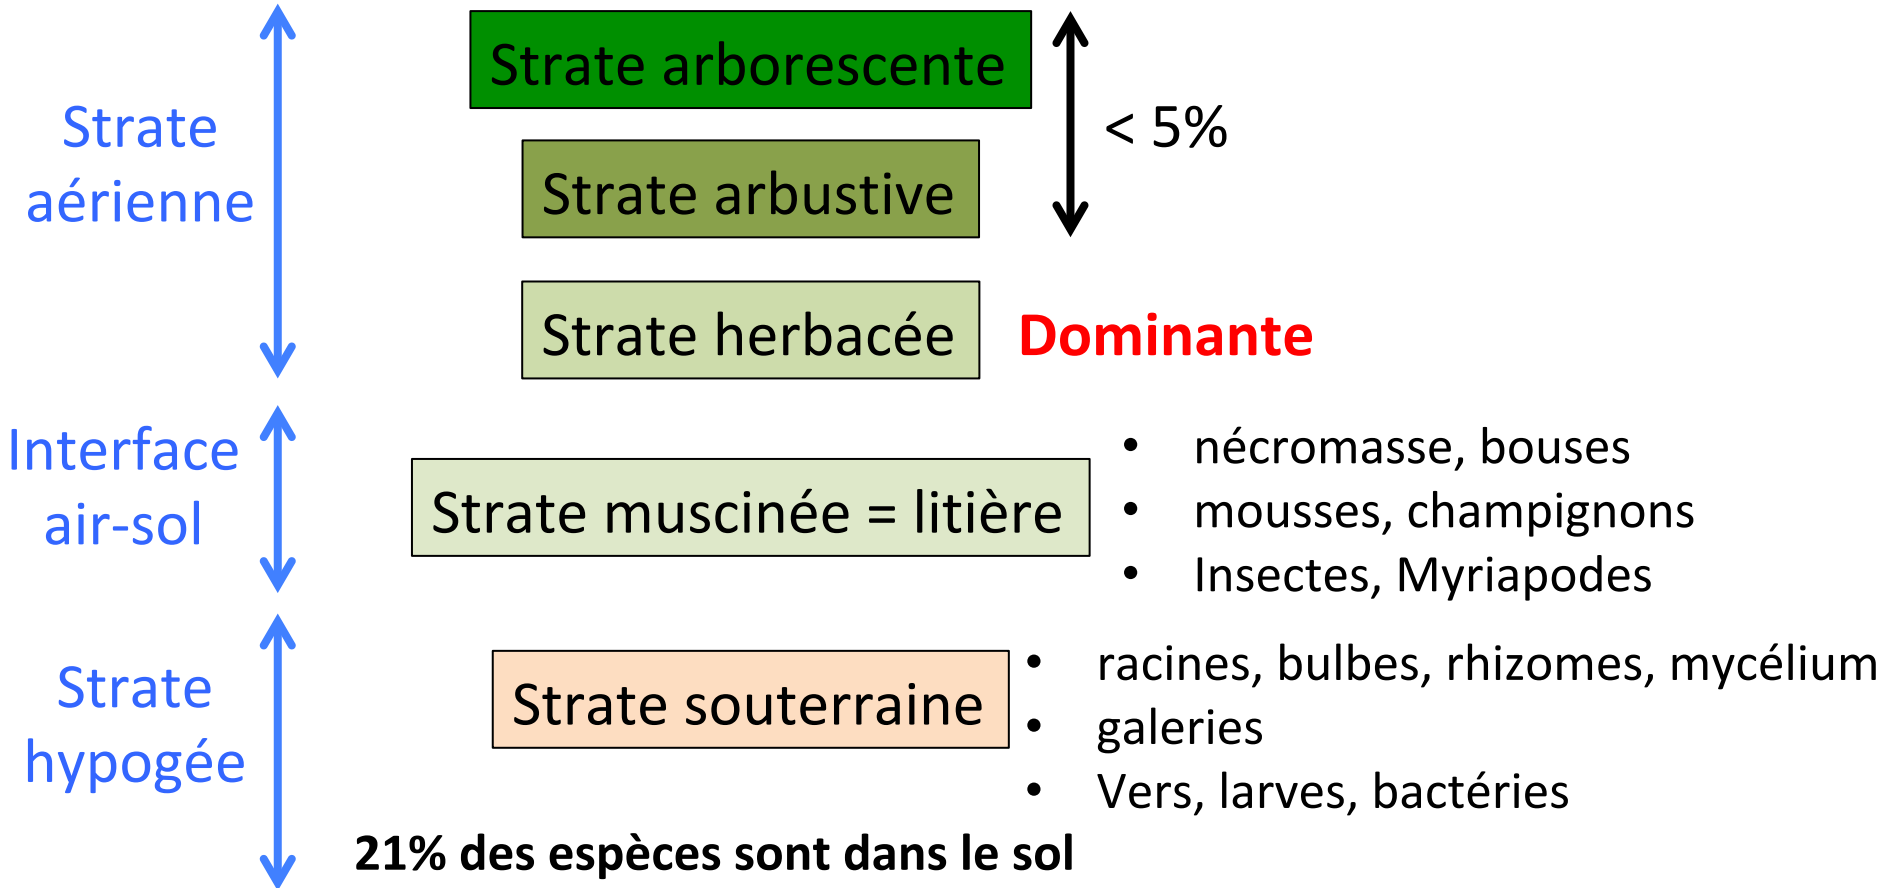 Strate arborescente
Strate
aérienne
< 5%
Strate arbustive
Strate herbacée
Dominante
Interface
air-sol
Strate muscinée = litière
• nécromasse, bouses
• mousses, champignons
• Insectes, Myriapodes
Strate
hypogée
Strate souterraine
• racines, bulbes, rhizomes, mycélium
• galeries
• Vers, larves, bactéries
21% des espèces sont dans le sol